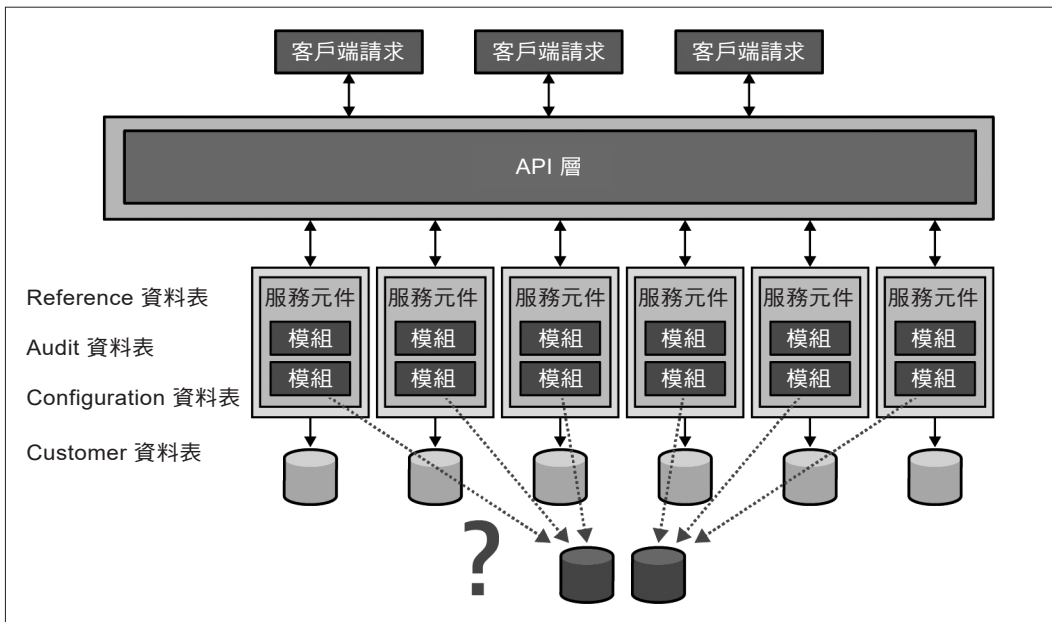 客戶端請求 客戶端請求 客戶端請求
API 層
Reference 資料表
Audit 資料表
Configuration 資料表
Customer 資料表
服務元件 服務元件 服務元件 服務元件 服務元件 服務元件
模組 模組 模組 模組 模組 模組
模組 模組 模組 模組 模組 模組
?